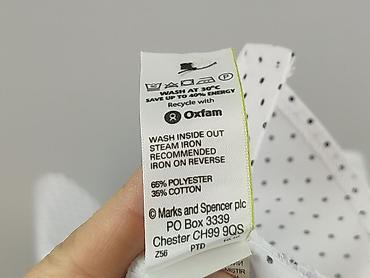 WASH AT 30°C
SAVE UP TO 40% ENERGY
Recycle with
Oxfam
WASH INSIDE OUT
STEAM IRON
RECOMMENDED
IRON ON REVERSE
65% POLYESTER
35% COTTON
© Marks and Spencer plc
PO Box 3339
Chester CH99 9QS
Z56 PTD